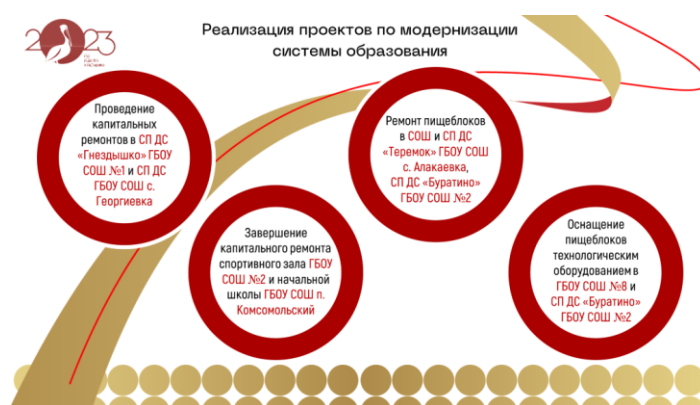 2023
Реализация проектов по модернизации
системы образования
Проведение
капитальных
ремонтов в СП ДС
«Гнездышко» ГБОУ
СОШ №1 и СП ДС
ГБОУ СОШ с.
Георгиевка
Завершение
капитального ремонта
спортивного зала ГБОУ
СОШ №2 и начальной
школы ГБОУ СОШ п.
Комсомольский
Ремонт пищеблоков
в СОШ и СП ДС
«Теремок» ГБОУ СОШ
с. Алакаевка,
СП ДС «Буратино»
ГБОУ СОШ №2
Оснащение
пищеблоков
технологическим
оборудованием в
ГБОУ СОШ №8 и
СП ДС «Буратино»
ГБОУ СОШ №2